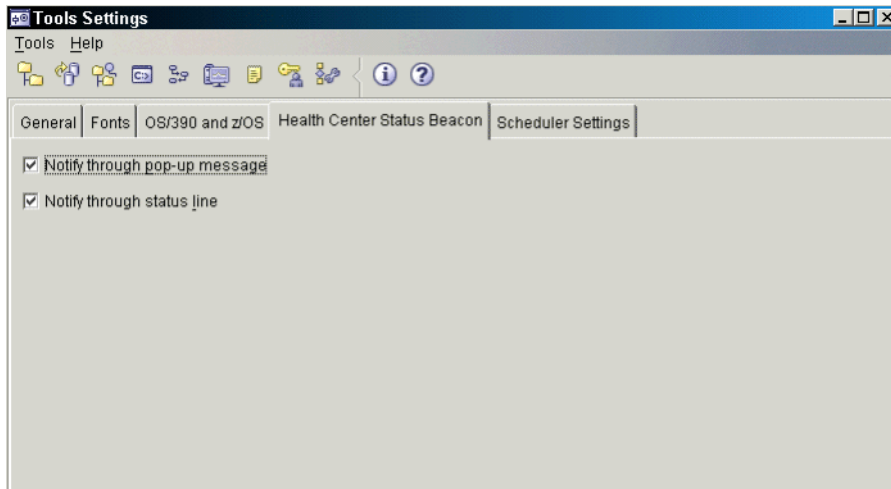 Tools Settings
Tools Help
General Fonts OS/390 and z/OS Health Center Status Beacon Scheduler Settings
Notify through pop-up message
Notify through status line